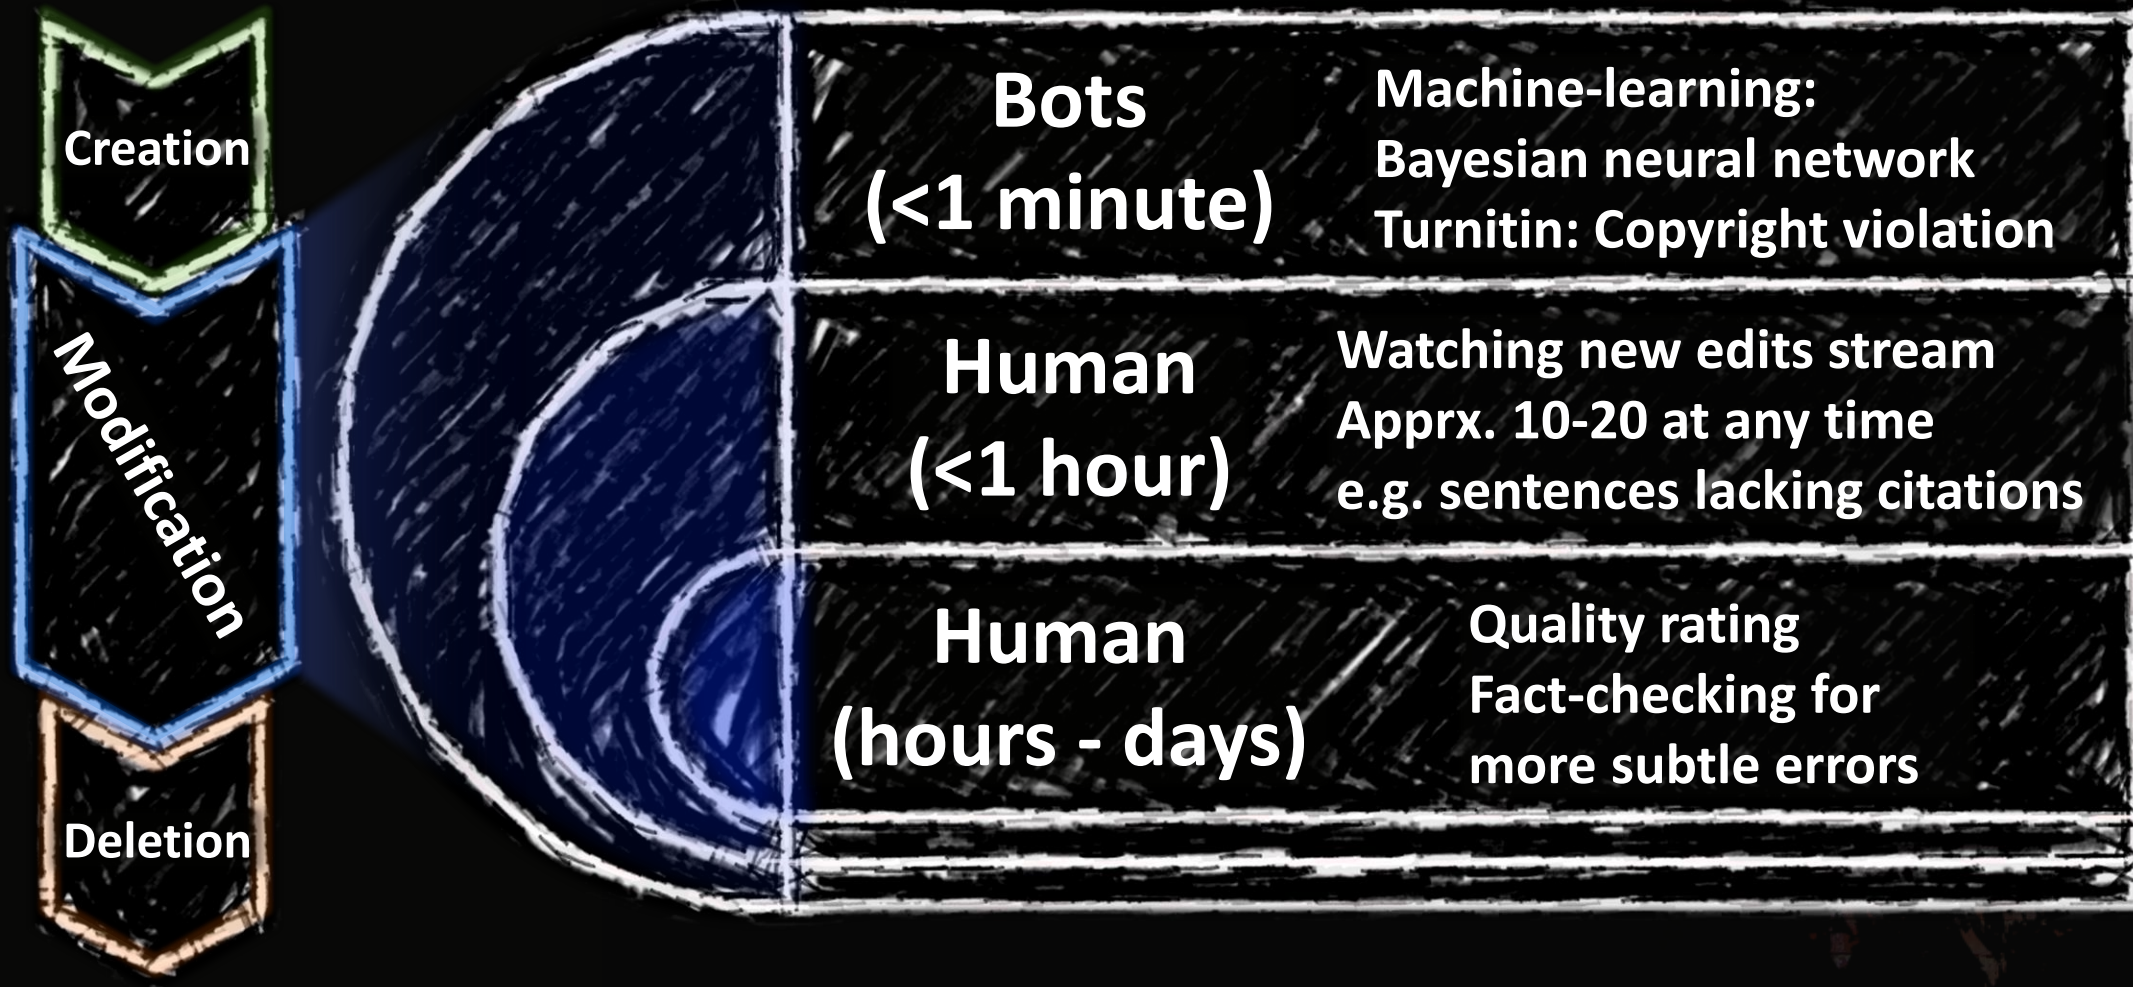 Creation
Modification
Deletion
Bots
(<1 minute)
Machine-learning:
Bayesian neural network
Turnitin: Copyright violation
Human
(<1 hour)
Watching new edits stream
Apprx. 10-20 at any time
e.g. sentences lacking citations
Human
(hours - days)
Quality rating
Fact-checking for
more subtle errors